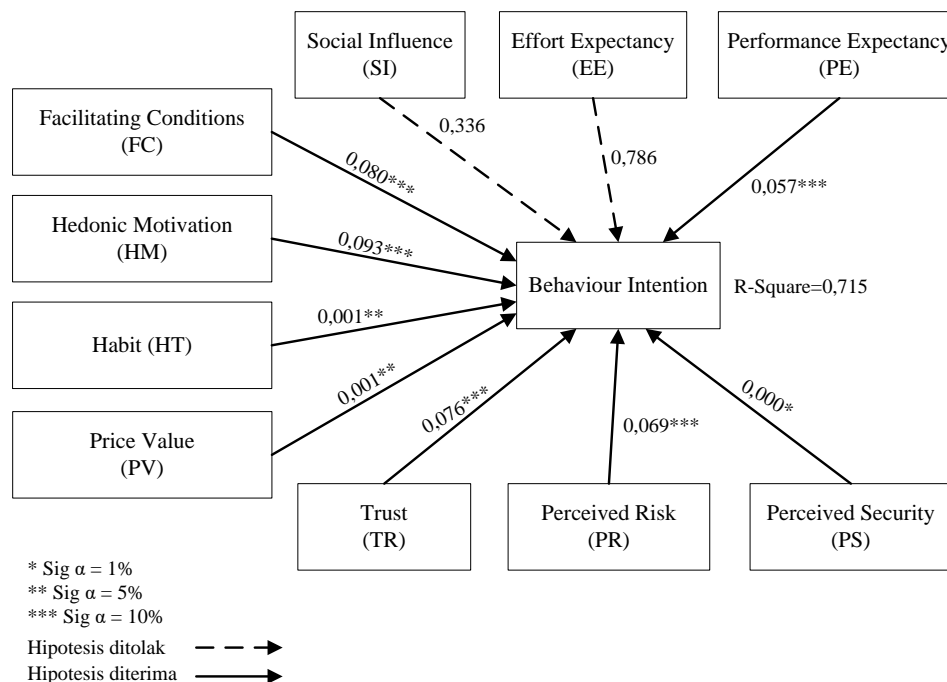 Social Influence
(SI)
Effort Expectancy
(EE)
Performance Expectancy
(PE)
Facilitating Conditions
(FC)
0,336
0,786
0,080***
0,057***
Hedonic Motivation
(HM)
0,093***
Behaviour Intention
R-Square=0,715
Habit (HT)
0,001**
Price Value
(PV)
0,001**
0,076***
0,069***
0,000*
Trust
(TR)
Perceived Risk
(PR)
Perceived Security
(PS)
* Sig α = 1%
** Sig α = 5%
*** Sig α = 10%
Hipotesis ditolak
Hipotesis diterima